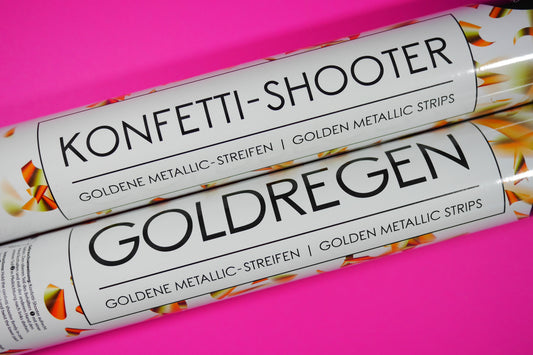 KONFETTI-SHOOTER
GOLDENE METALLIC-STREIFEN | GOLDEN METALLIC STRIPS
GOLDREGEN
GOLDENE METALLIC-STREIFEN | GOLDEN METALLIC STRIPS